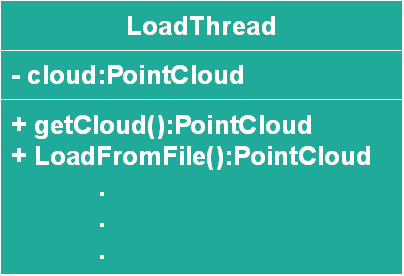 LoadThread
- cloud:PointCloud
+ getCloud():PointCloud
+ LoadFromFile():PointCloud
.
.
.